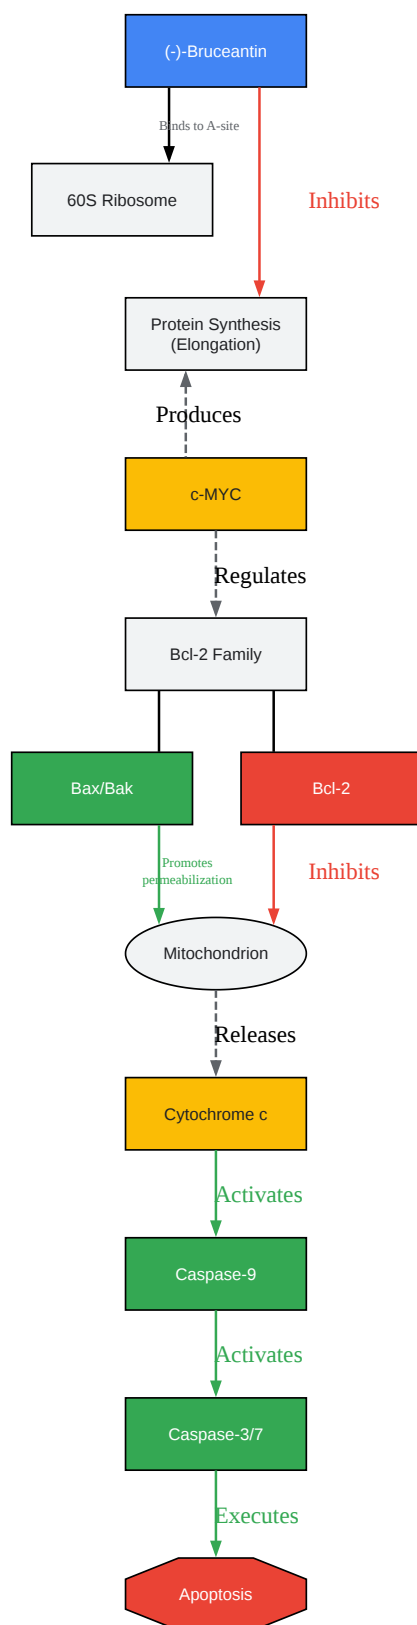 (-)-Bruceantin
Binds to A-site
60S Ribosome
Inhibits
Protein Synthesis
(Elongation)
Produces
c-MYC
Regulates
Bcl-2 Family
Bax/Bak
Bcl-2
Promotes
permeabilization
Inhibits
Mitochondrion
Releases
Cytochrome c
Activates
Caspase-9
Activates
Caspase-3/7
Executes
Apoptosis